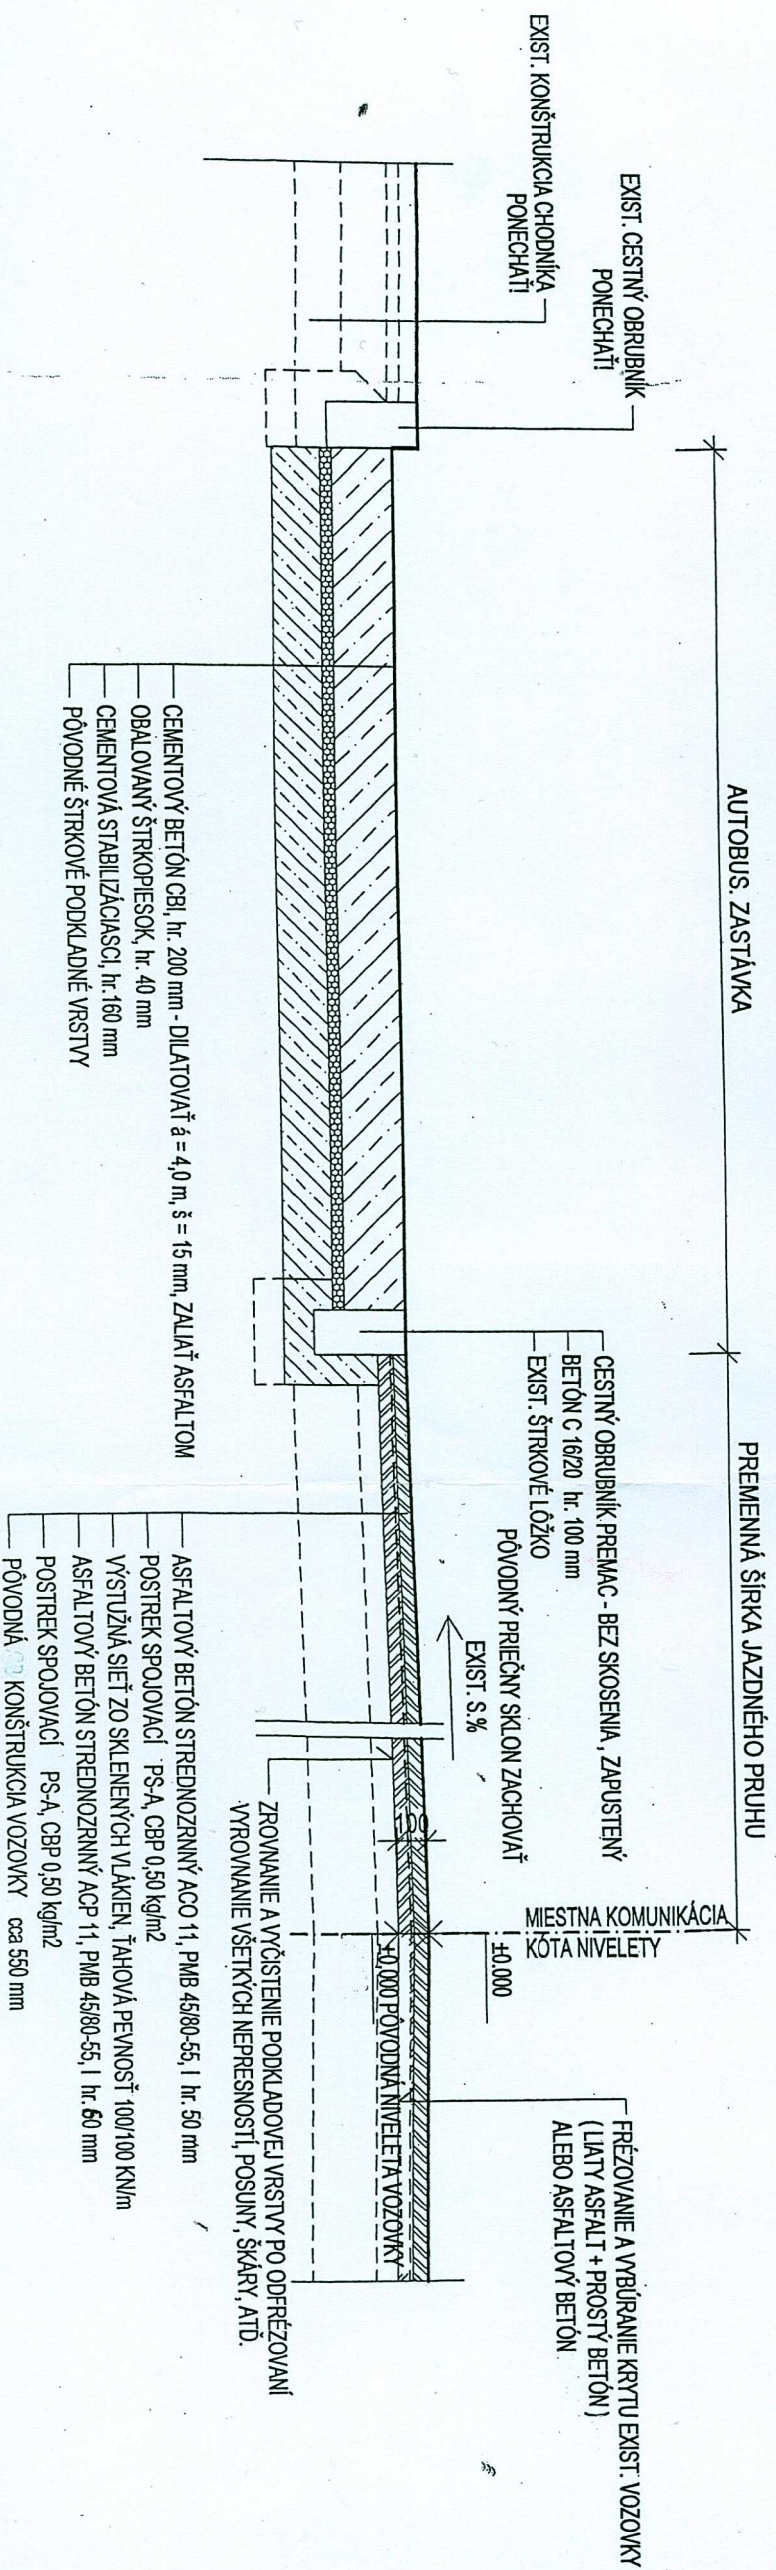 AUTOBUS. ZASTÁVKA
PREMENNÁ ŠÍRKA JAZDNÉHO PRUHU
EXIST. CESTNÝ OBRUBNÍK
PONECHAŤ!
EXIST. KONŠTRUKCIA CHODNÍKA
PONECHAŤ!
CESTNÝ OBRUBNÍK PREMAC - BEZ SKOSENIA , ZAPUSTENÝ
BETÓN C 16/20 hr. 100 mm
EXIST. ŠTRKOVÉ LÔŽKO
PÔVODNÝ PRIEČNY SKLON ZACHOVAŤ
EXIST. S.%
MIESTNA KOMUNIKÁCIA
KÓTA NIVELETY
±0.000
FRÉZOVANIE A VYBÚRANIE KRYTU EXIST. VOZOVKY
( LIATY ASFALT + PROSTÝ BETÓN )
ALEBO ASFALTOVÝ BETÓN
100
±0,000 PÔVODNÁ NIVELETA VOZOVKY
ZROVNANIE A VYČISTENIE PODKLADOVEJ VRSTVY PO ODFRÉZOVANÍ
VYROVNANIE VŠETKÝCH NEPRESNOSTÍ, POSUNY, ŠKÁRY, ATĎ.
CEMENTOVÝ BETÓN CBI, hr. 200 mm - DILATOVAŤ á = 4,0 m, š = 15 mm, ZALIAŤ ASFALTOM
OBALOVANÝ ŠTRKOPIESOK, hr. 40 mm
CEMENTOVÁ STABILIZÁCIASCI, hr.160 mm
PÔVODNÉ ŠTRKOVÉ PODKLADNÉ VRSTVY
ASFALTOVÝ BETÓN STREDNOZRNNÝ ACO 11, PMB 45/80-55, I hr. 50 mm
POSTREK SPOJOVACÍ PS-A, CBP 0,50 kg/m2
VÝSTUŽNÁ SIEŤ ZO SKLENENÝCH VLÁKIEN, ŤAHOVÁ PEVNOSŤ 100/100 KN/m
ASFALTOVÝ BETÓN STREDNOZRNNÝ ACP 11, PMB 45/80-55, I hr. 60 mm
POSTREK SPOJOVACÍ PS-A, CBP 0,50 kg/m2
PÔVODNÁ KONŠTRUKCIA VOZOVKY cca 550 mm